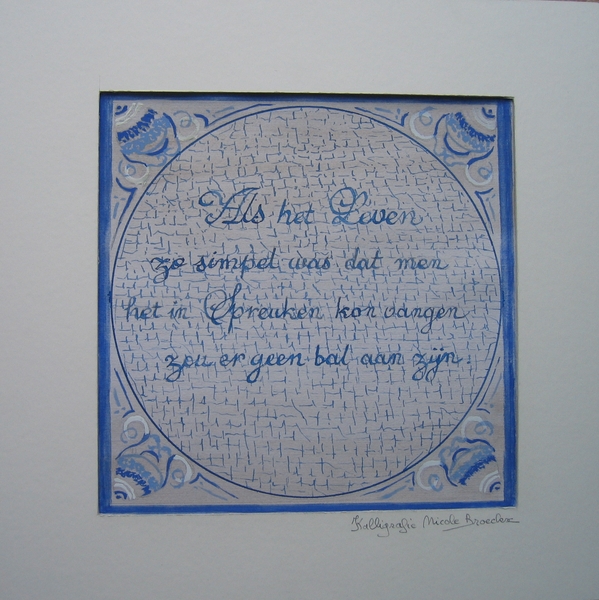 Als het Leven
zo simpel was dat men
het in Spreuken kon vangen
zou er geen bal aan zijn.
Kalligrafie Nicole Broeders